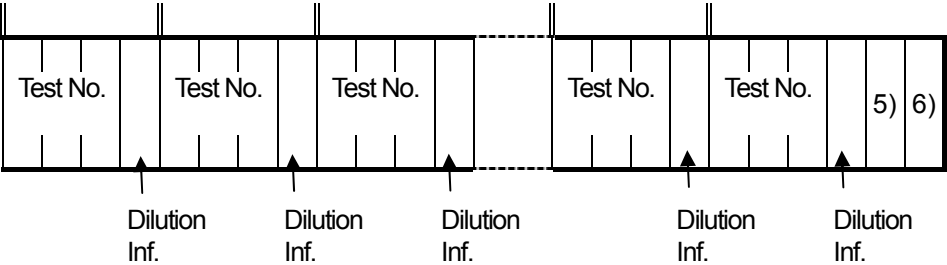 Test No. Test No. Test No. Test No. Test No. 5) 6)
Dilution Dilution Dilution Dilution Dilution
Inf. Inf. Inf. Inf. Inf.